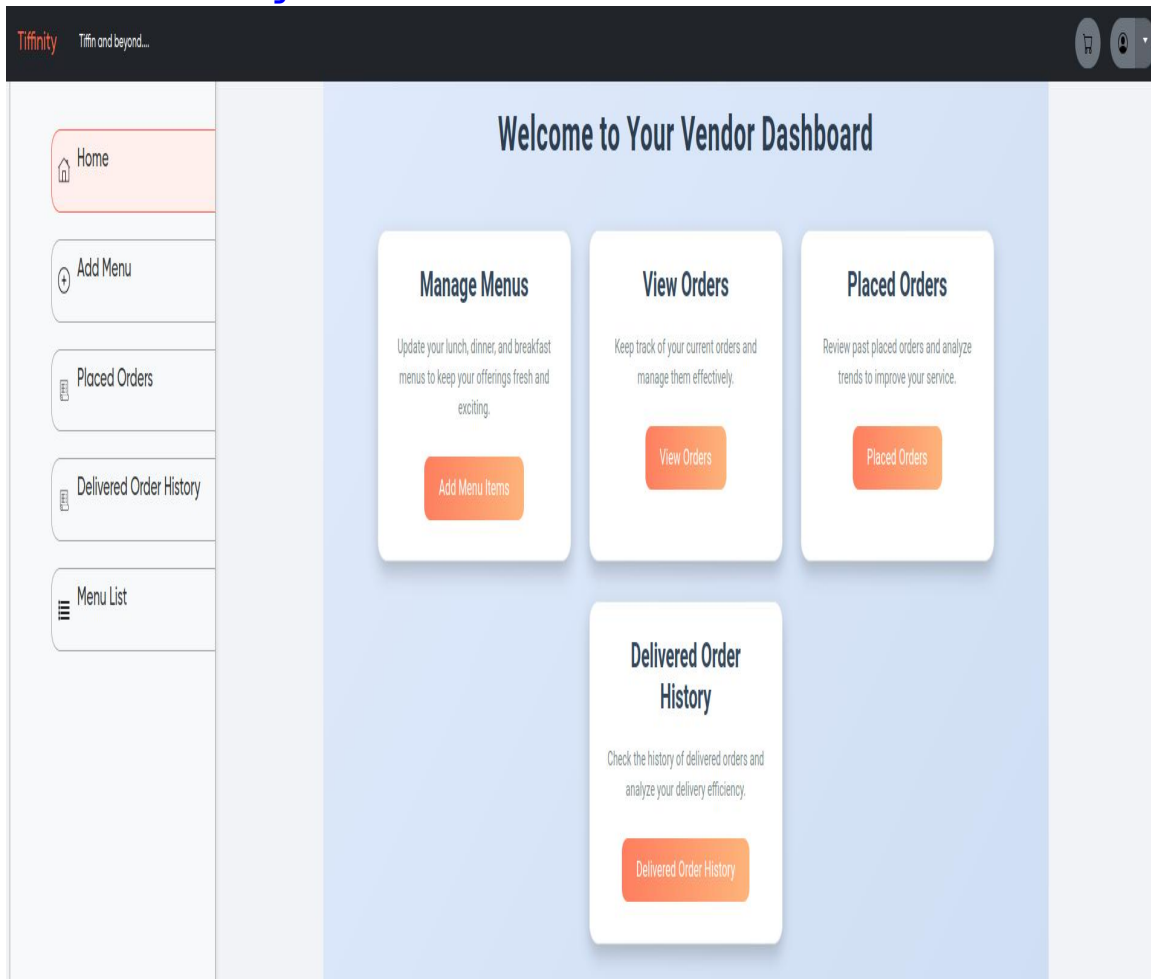 Tiffinity Tiffin and beyond....
Home
Add Menu
Placed Orders
Delivered Order History
Menu List
Welcome to Your Vendor Dashboard
Manage Menus
Update your lunch, dinner, and breakfast
menus to keep your offerings fresh and
exciting.
Add Menu Items
View Orders
Keep track of your current orders and
manage them effectively.
View Orders
Placed Orders
Review past placed orders and analyze
trends to improve your service.
Placed Orders
Delivered Order
History
Check the history of delivered orders and
analyze your delivery efficiency.
Delivered Order History